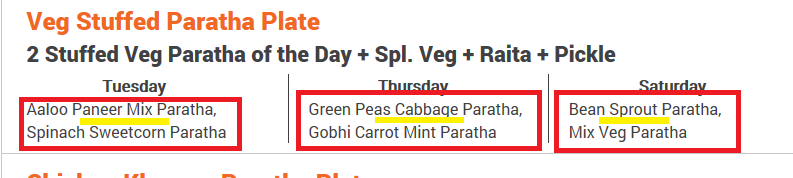 Veg Stuffed Paratha Plate
2 Stuffed Veg Paratha of the Day + Spl. Veg + Raita + Pickle
Tuesday
Aaloo Paneer Mix Paratha,
Spinach Sweetcorn Paratha
Thursday
Green Peas Cabbage Paratha,
Gobhi Carrot Mint Paratha
Saturday
Bean Sprout Paratha,
Mix Veg Paratha